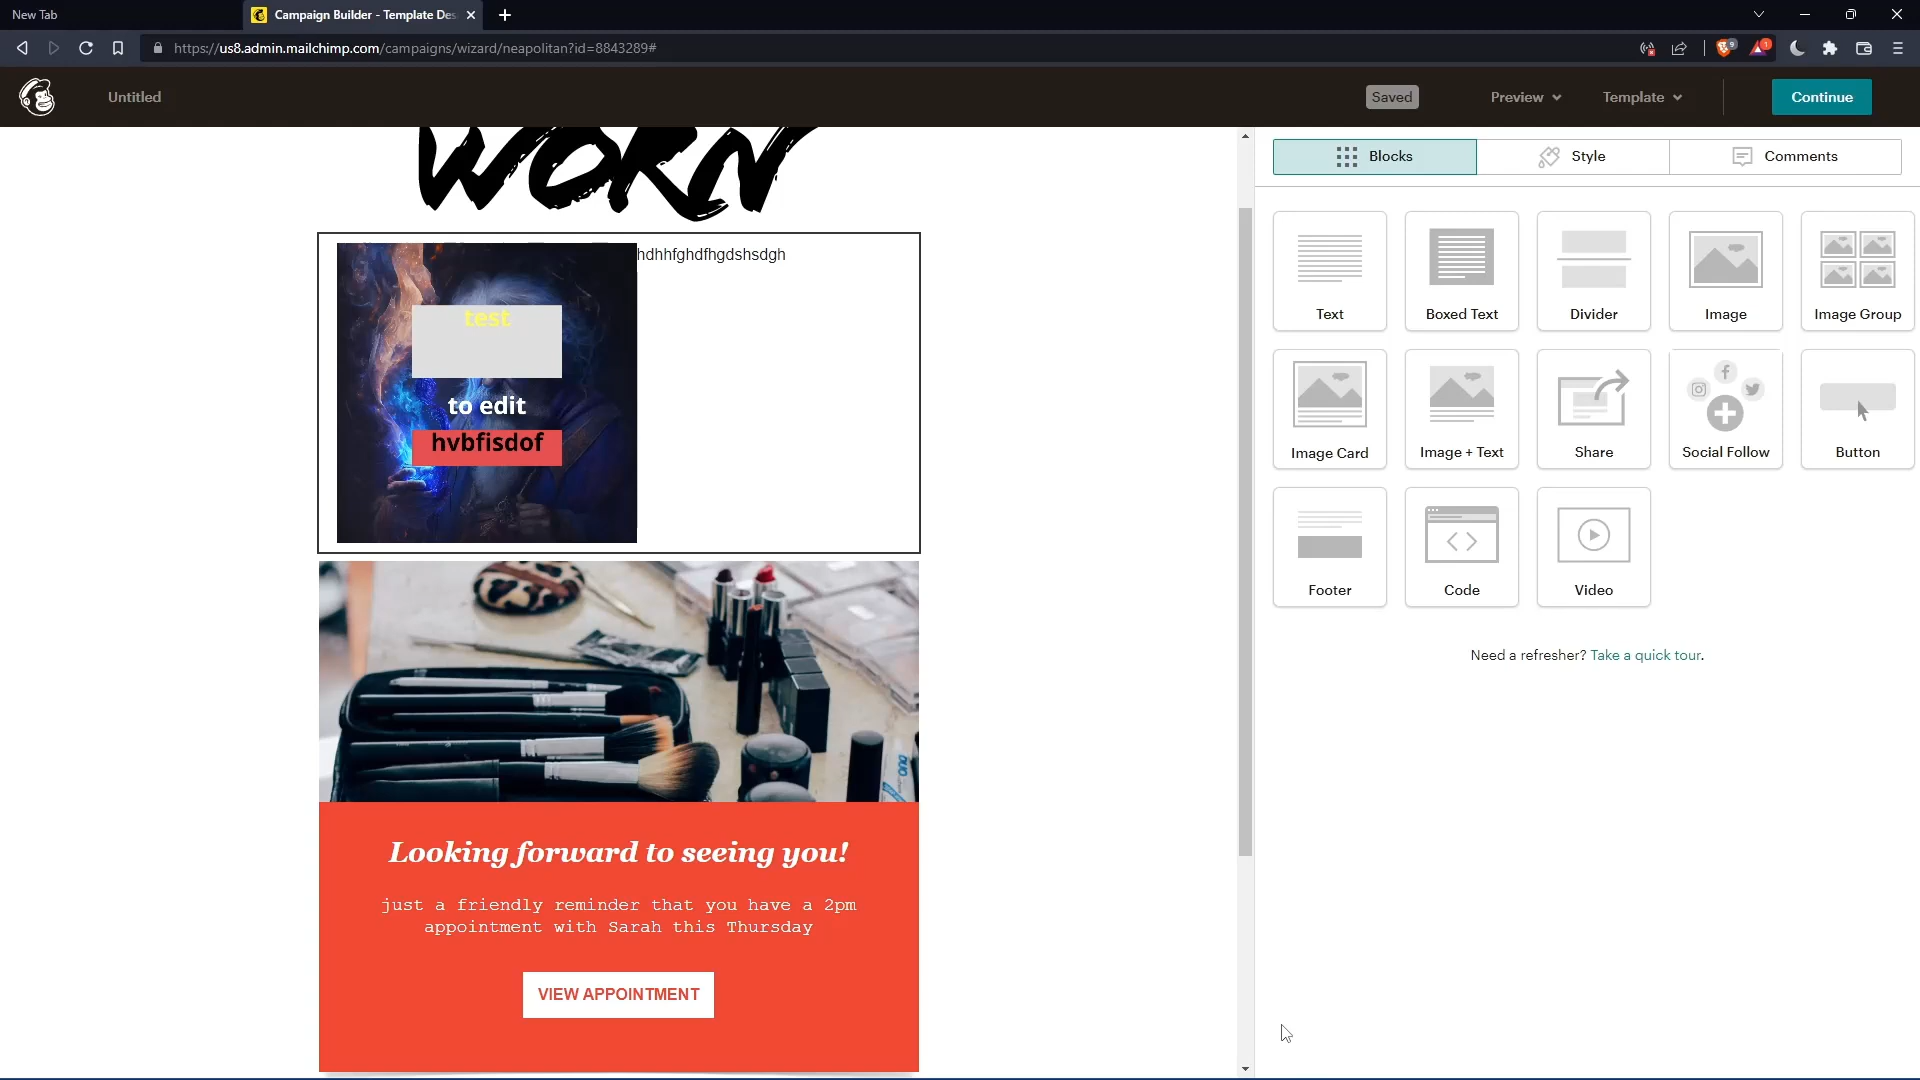 New Tab
Campaign Builder - Template Des
https://us8.admin.mailchimp.com/campaigns/wizard/neapolitan?id=8843289#
9
1
Untitled
Saved
Preview
Template
Continue
WORN
Blocks
Style
Comments
hdhhfghdfhgdshsdgh
test
to edit
hvbfisdof
Text
Boxed Text
Divider
Image
Image Group
Image Card
Image + Text
Share
Social Follow
Button
Footer
Code
Video
Need a refresher? Take a quick tour.
Looking forward to seeing you!
just a friendly reminder that you have a 2pm
appointment with Sarah this Thursday
VIEW APPOINTMENT